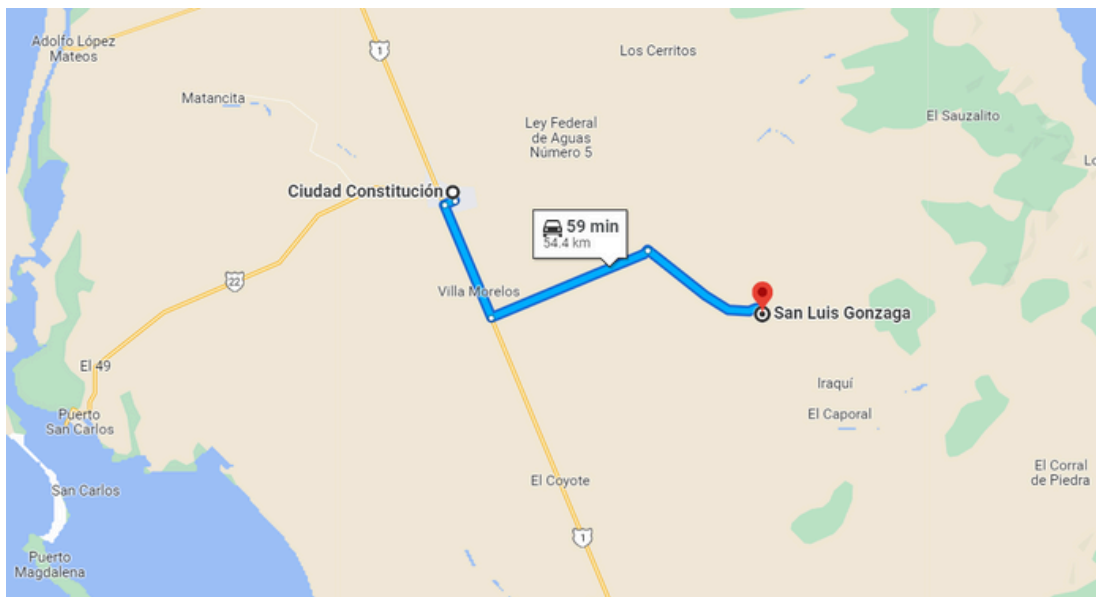 Adolfo López
Mateos
1
Los Cerritos
Matancita
El Sauzalito
Ley Federal
de Aguas
Número 5
Ciudad Constitución
59 min
54.4 km
22
Villa Morelos
San Luis Gonzaga
El 49
Iraquí
Puerto
San Carlos
El Caporal
San Carlos
El Coyote
El Corral
de Piedra
1
Puerto
Magdalena